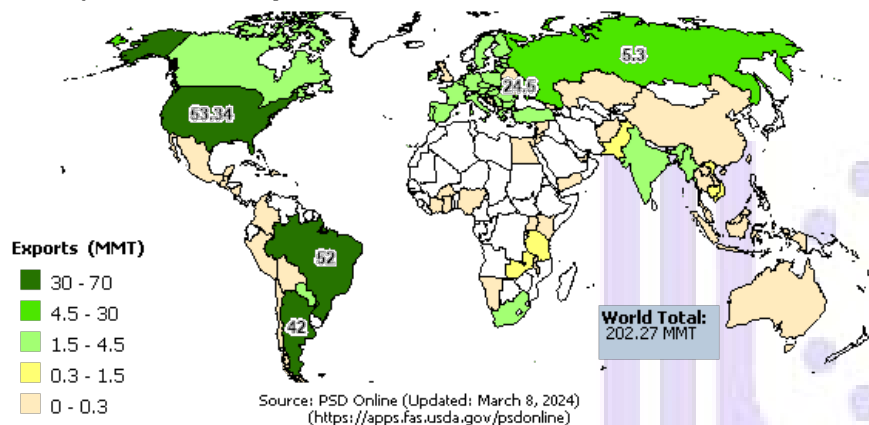 5.3
24.5
53.34
52
42
Exports (MMT)
30 - 70
4.5 - 30
1.5 - 4.5
0.3 - 1.5
0 - 0.3
World Total:
202.27 MMT
Source: PSD Online (Updated: March 8, 2024)
(https://apps.fas.usda.gov/psdonline)